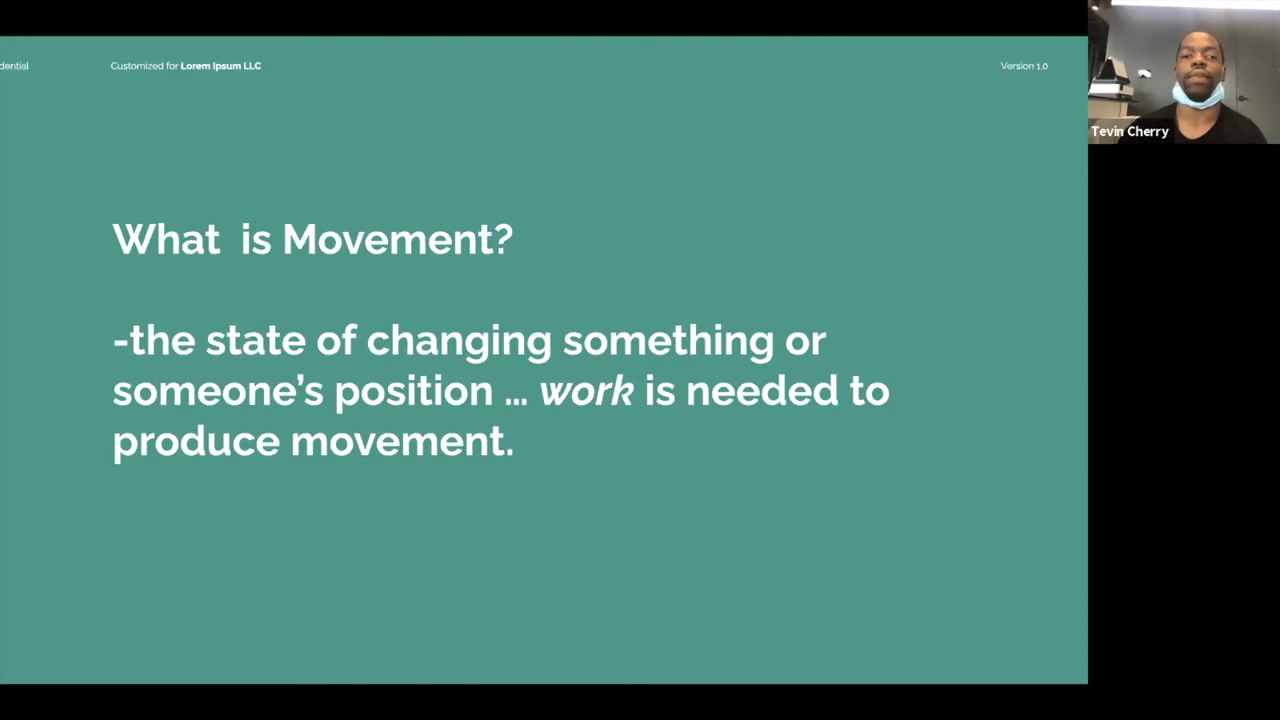 dential
Customized for Lorem Ipsum LLC
Version 1.0
What  is Movement?
-the state of changing something or
someone’s position ... work is needed to
produce movement.
Tevin Cherry